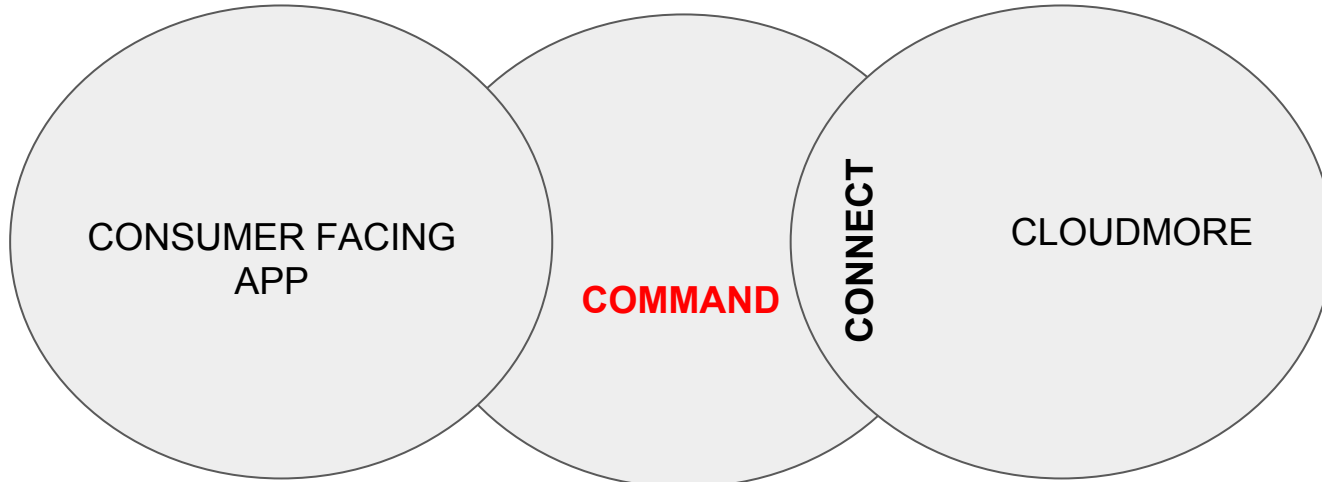 CONSUMER FACING
APP
COMMAND
CONNECT
CLOUDMORE